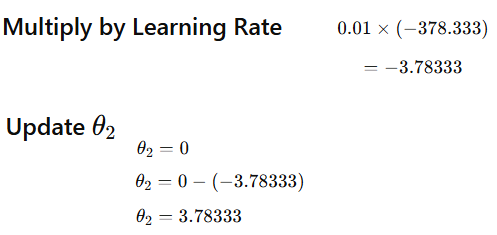 Multiply by Learning Rate
0.01 × (−378.333)
= −3.78333
Update θ₂
θ₂ = 0
θ₂ = 0 − (−3.78333)
θ₂ = 3.78333